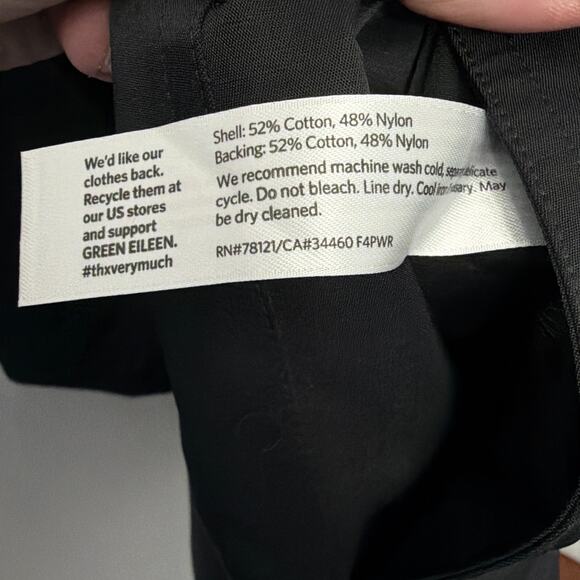 We'd like our
clothes back.
Recycle them at
our US stores
and support
GREEN EILEEN.
#thxverymuch
Shell: 52% Cotton, 48% Nylon
Backing: 52% Cotton, 48% Nylon
We recommend machine wash cold,
cycle. Do not bleach. Line dry. Cool May
be dry cleaned.
RN#78121/CA#34460 F4PWR